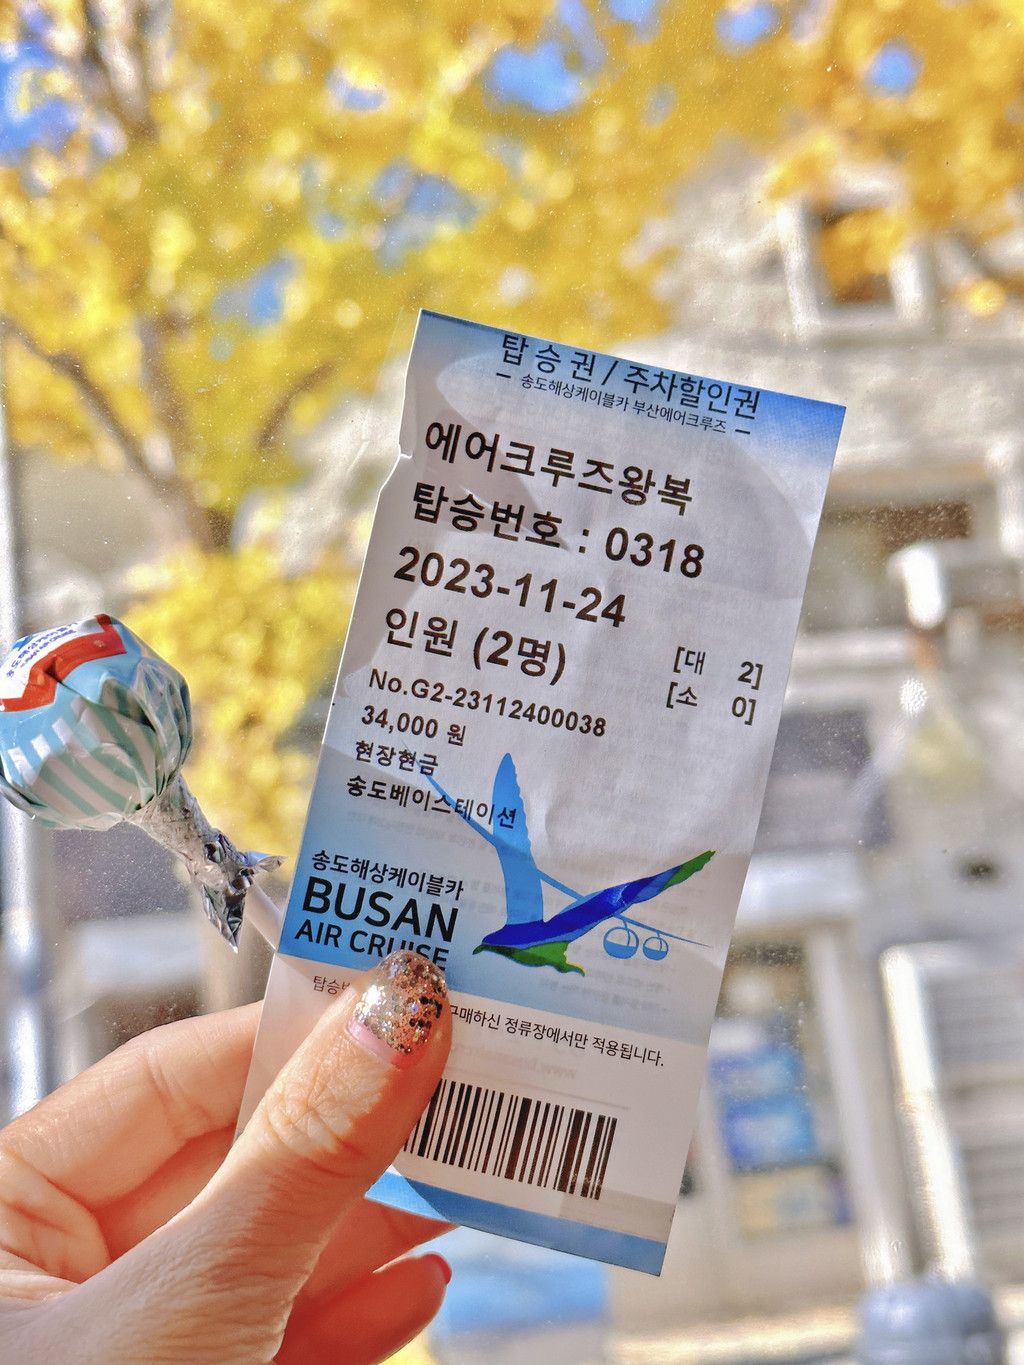 탑승권 / 주차할인권
– 송도해상케이블카 부산에어크루즈 –
에어크루즈왕복
탑승번호 : 0318
2023-11-24
인원 (2명)
[대 2]
[소 0]
No.G2-23112400038
34,000 원
현장현금
송도베이스테이션
송도해상케이블카
BUSAN
AIR CRUISE
구매하신 정류장에서만 적용됩니다.